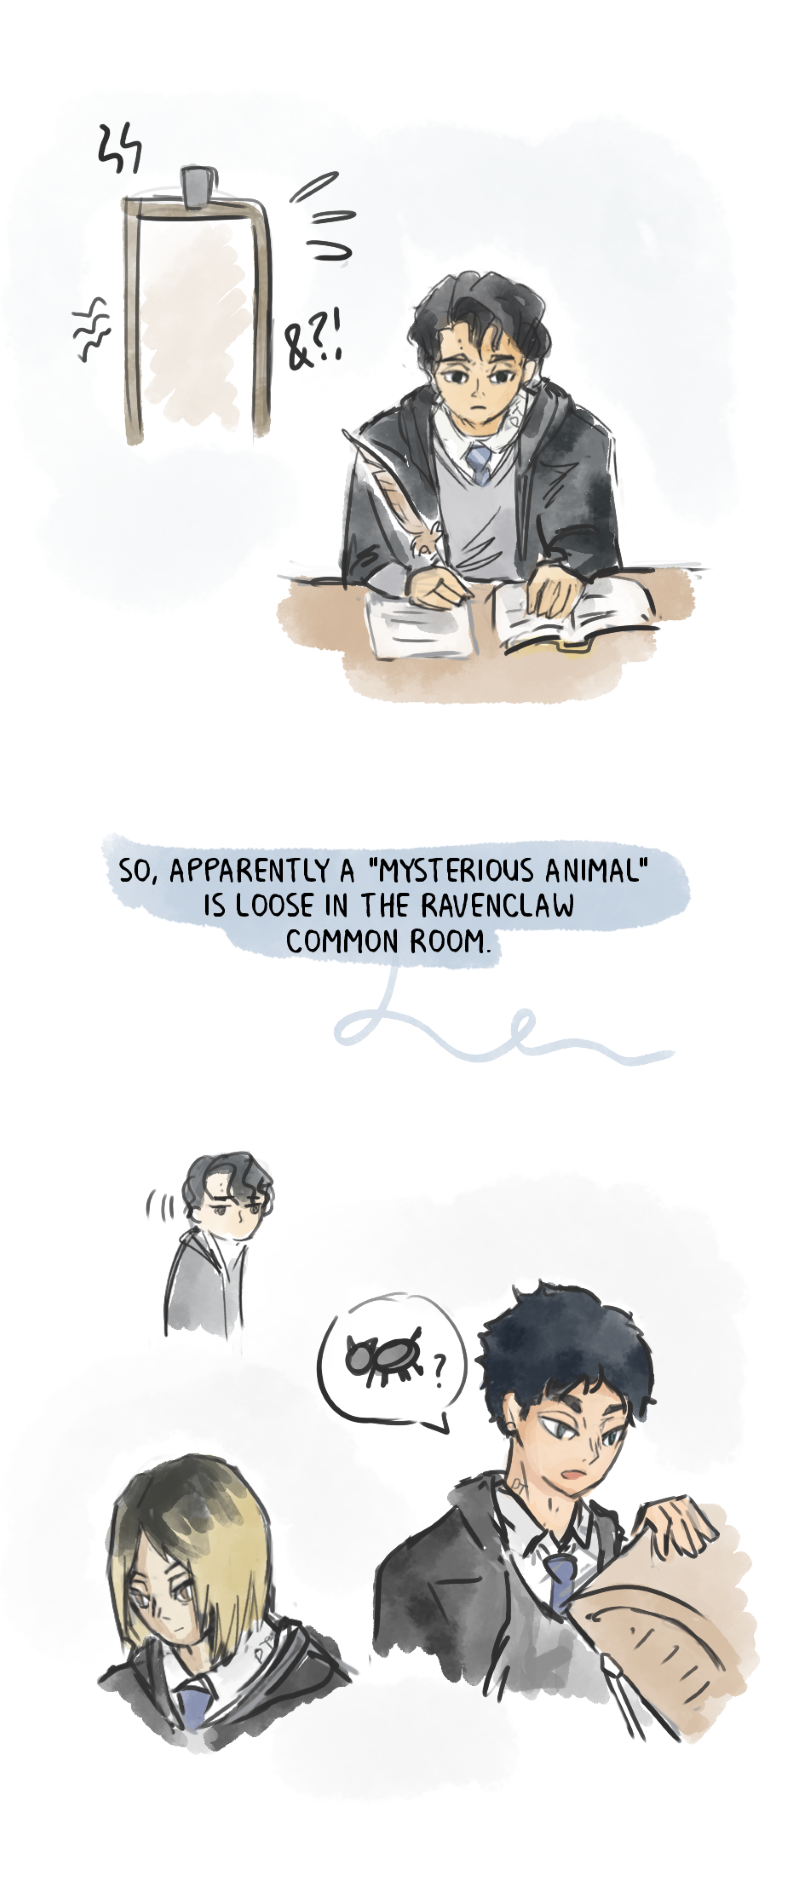 &?!
SO, APPARENTLY A "MYSTERIOUS ANIMAL"
IS LOOSE IN THE RAVENCLAW
COMMON ROOM.
?